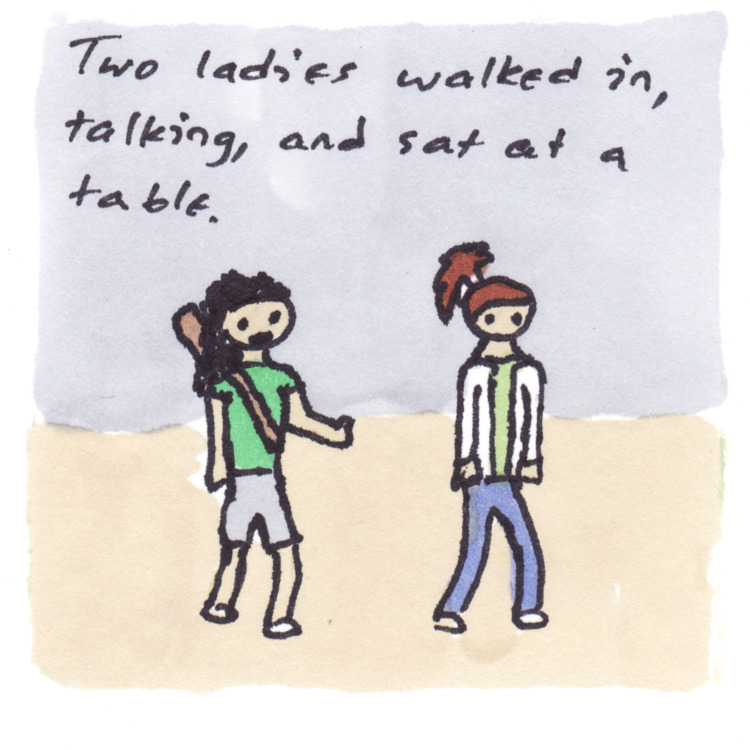 Two ladies walked in,
talking, and sat at a
table.